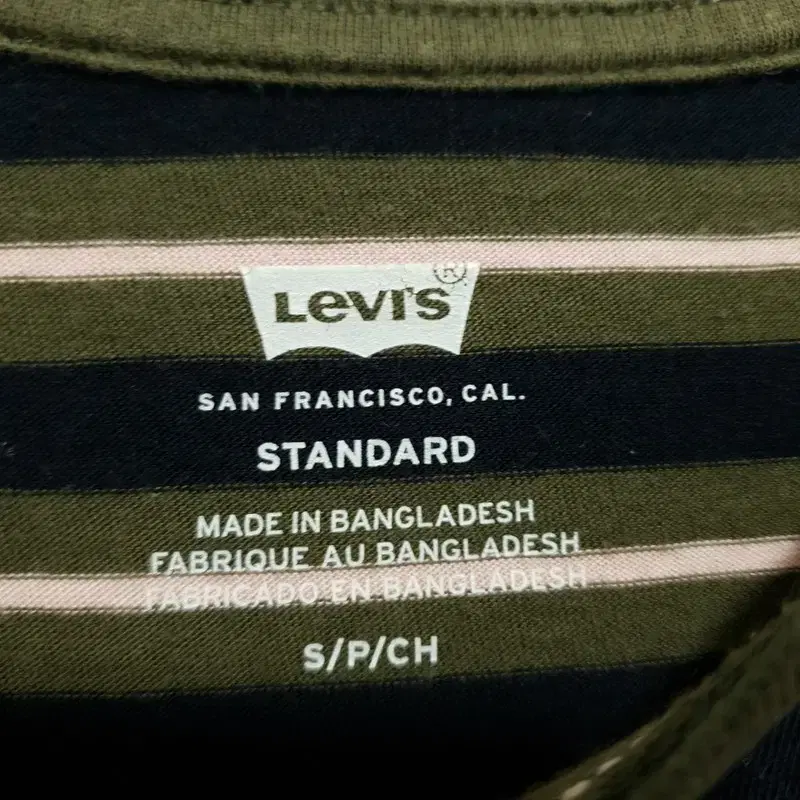 Levi's®
SAN FRANCISCO, CAL.
STANDARD
MADE IN BANGLADESH
FABRIQUE AU BANGLADESH
FABRICADO EN BANGLADESH
S/P/CH